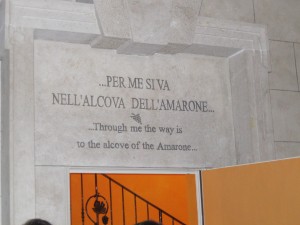 ...PER ME SI VA
NELL'ALCOVA DELL'AMARONE...
...Through me the way is
to the alcove of the Amarone...